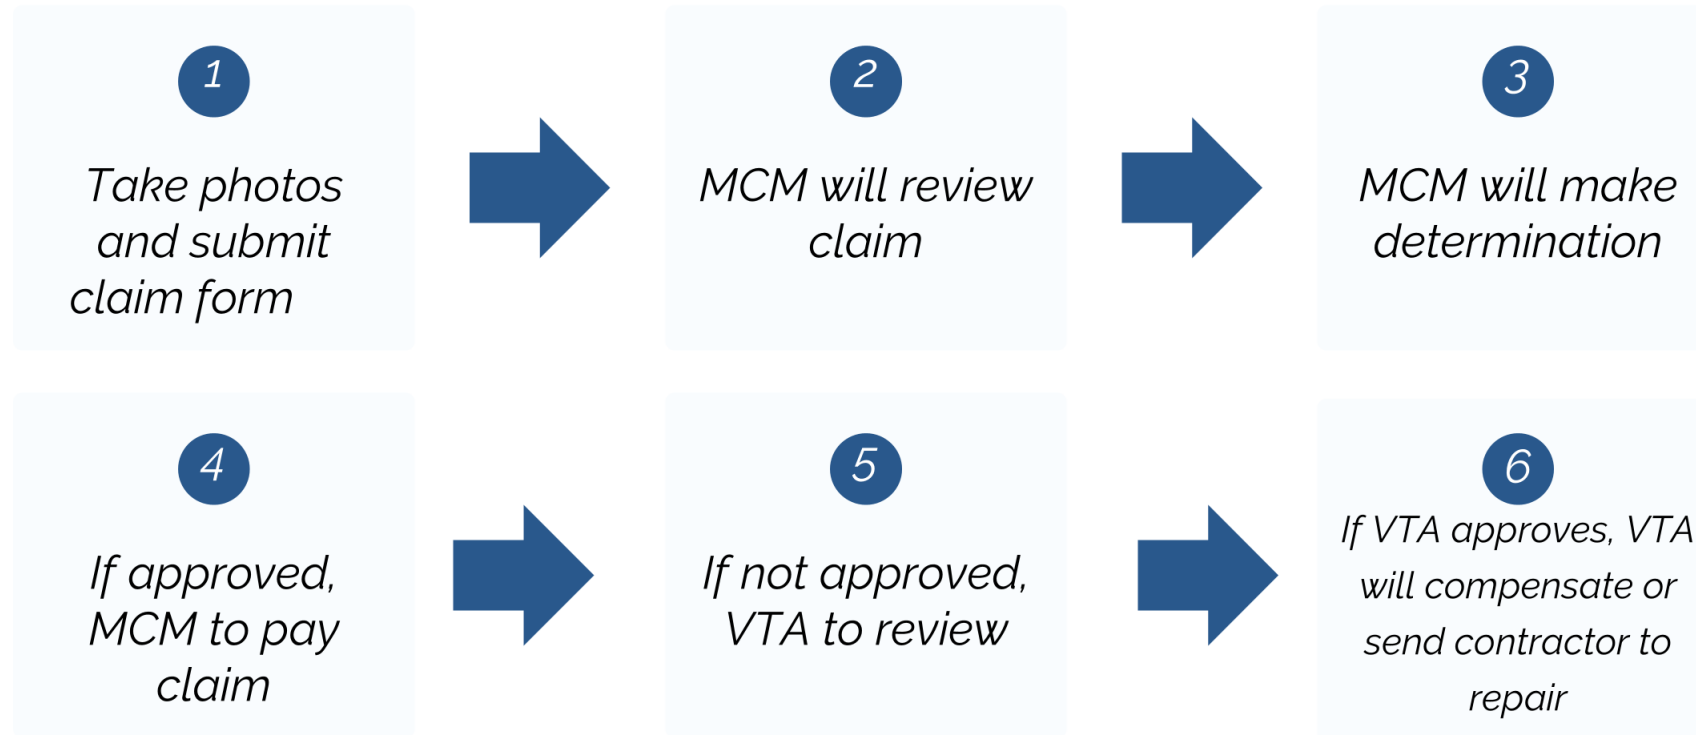 1
Take photos
and submit
claim form
2
MCM will review
claim
3
MCM will make
determination
4
If approved,
MCM to pay
claim
5
If not approved,
VTA to review
6
If VTA approves, VTA
will compensate or
send contractor to
repair